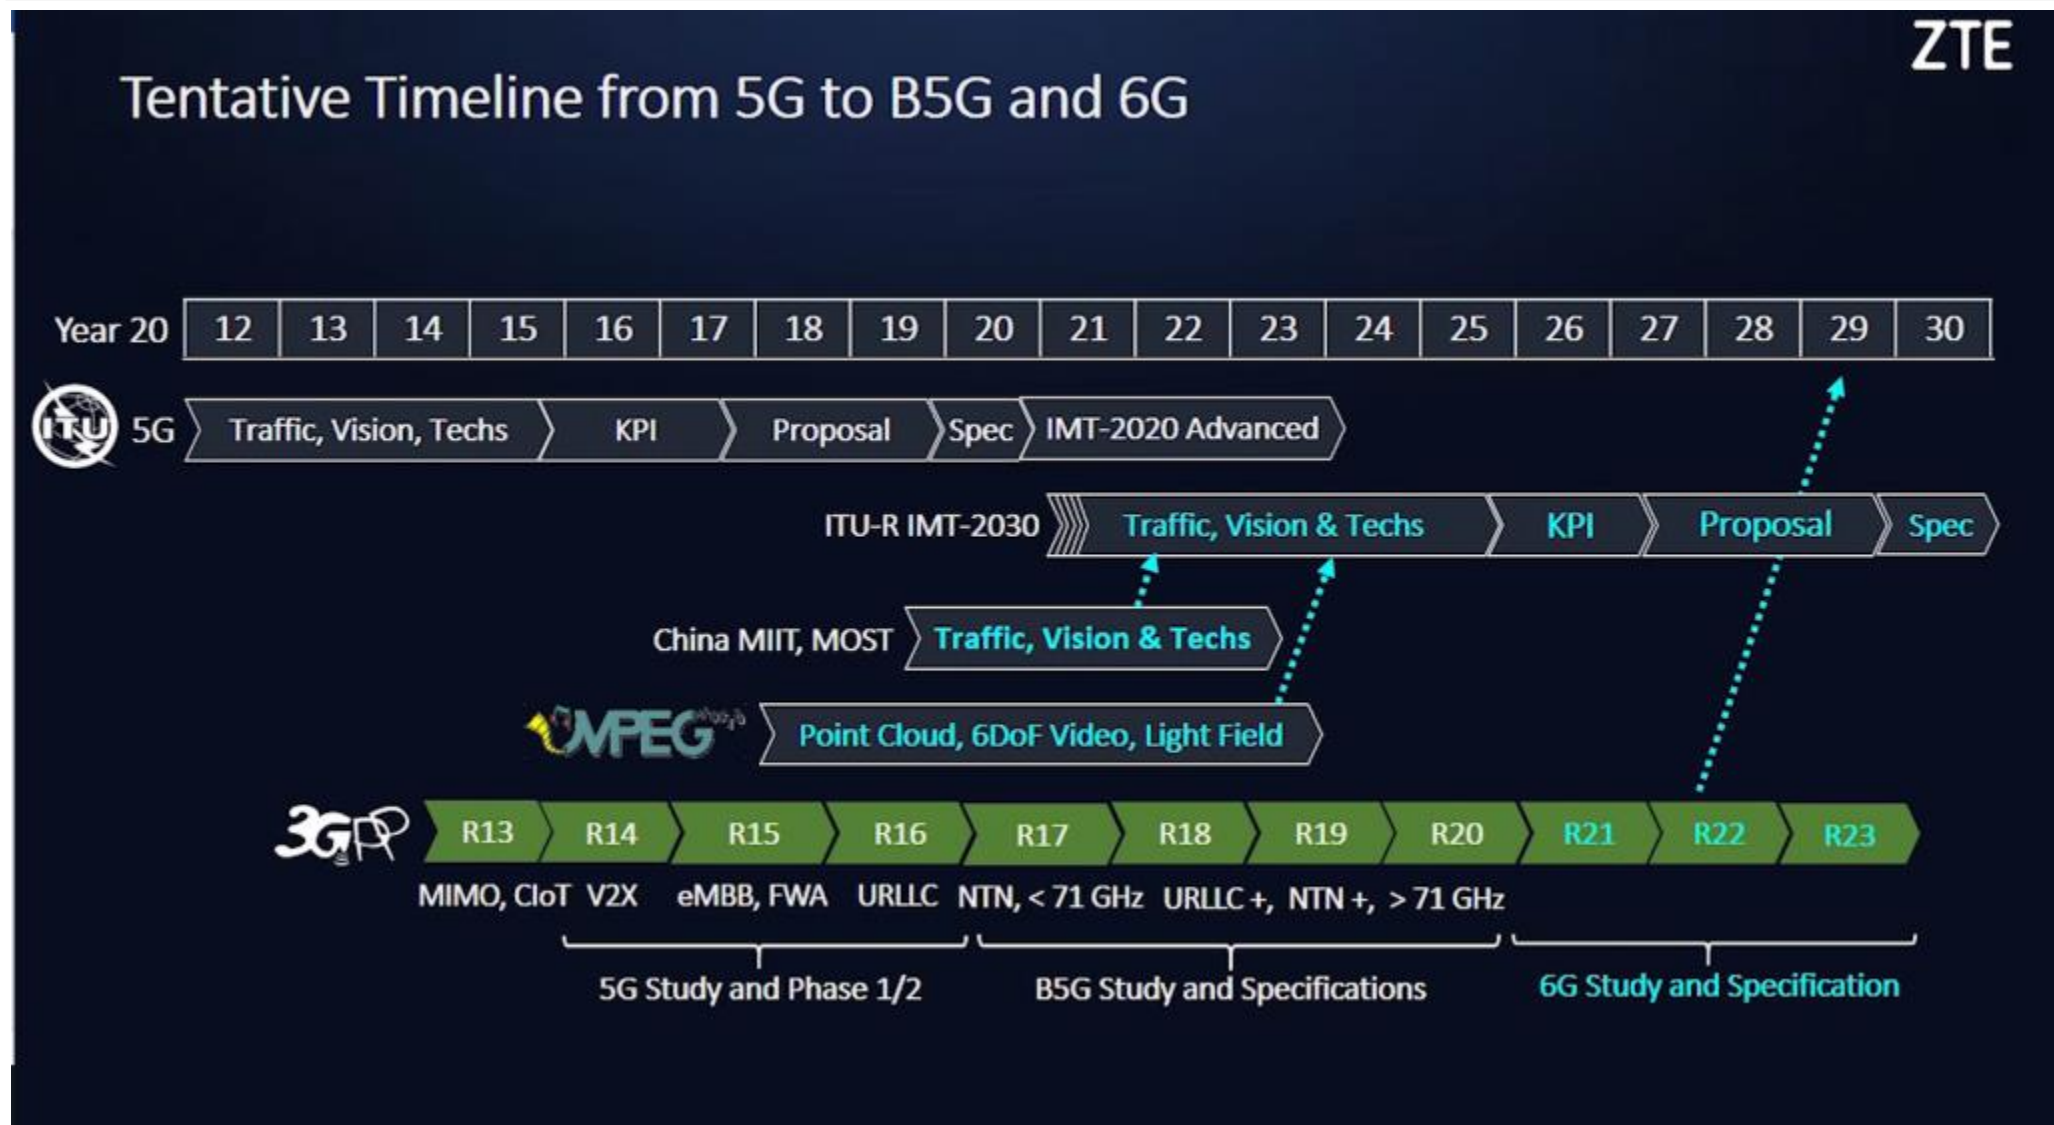 ZTE
Tentative Timeline from 5G to B5G and 6G
Year 20 12 13 14 15 16 17 18 19 20 21 22 23 24 25 26 27 28 29 30
ITU 5G Traffic, Vision, Techs KPI Proposal Spec IMT-2020 Advanced
ITU-R IMT-2030 Traffic, Vision & Techs KPI Proposal Spec
China MIIT, MOST Traffic, Vision & Techs
MPEG Point Cloud, 6DoF Video, Light Field
3GPP R13 R14 R15 R16 R17 R18 R19 R20 R21 R22 R23
MIMO, CIoT V2X eMBB, FWA URLLC NTN, < 71 GHz URLLC +, NTN +, > 71 GHz
5G Study and Phase 1/2 B5G Study and Specifications 6G Study and Specification